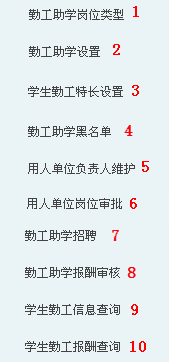 勤工助学岗位类型 1
勤工助学设置 2
学生勤工特长设置 3
勤工助学黑名单 4
用人单位负责人维护 5
用人单位岗位审批 6
勤工助学招聘 7
勤工助学报酬审核 8
学生勤工信息查询 9
学生勤工报酬查询 10